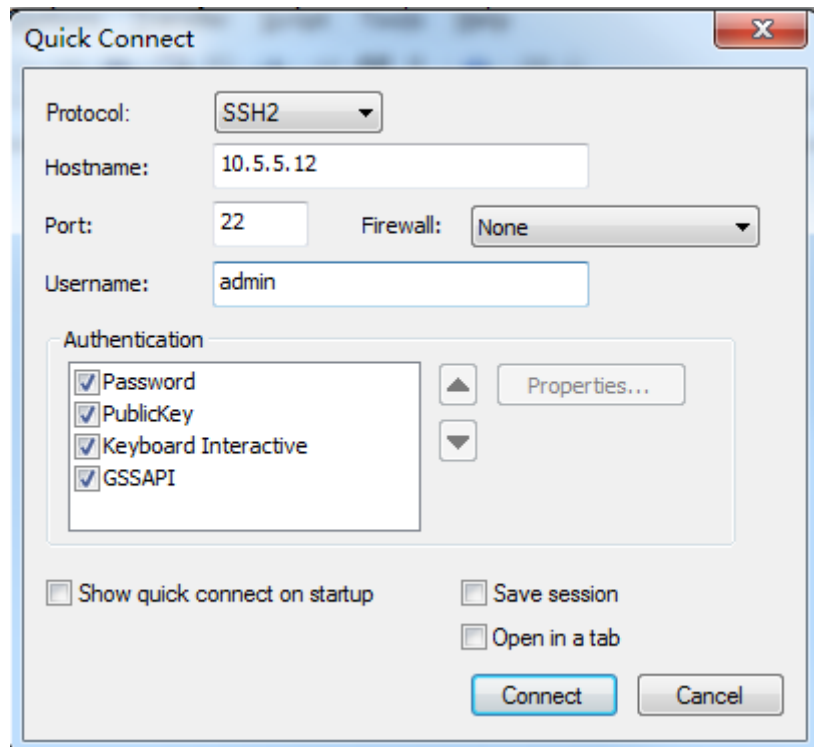 Quick Connect
Protocol: SSH2
Hostname: 10.5.5.12
Port: 22 Firewall: None
Username: admin
Authentication
Password
PublicKey
Keyboard Interactive
GSSAPI
Properties...
Show quick connect on startup
Save session
Open in a tab
Connect Cancel